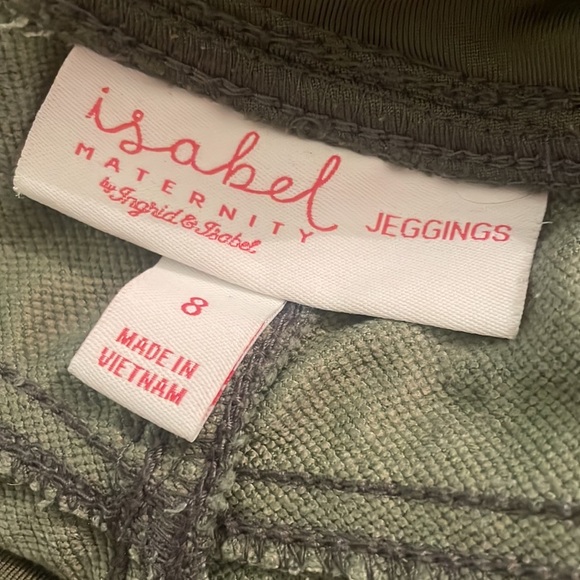 isabel
MATERNITY
by Ingrid & Isabel
JEGGINGS
8
MADE IN
VIETNAM